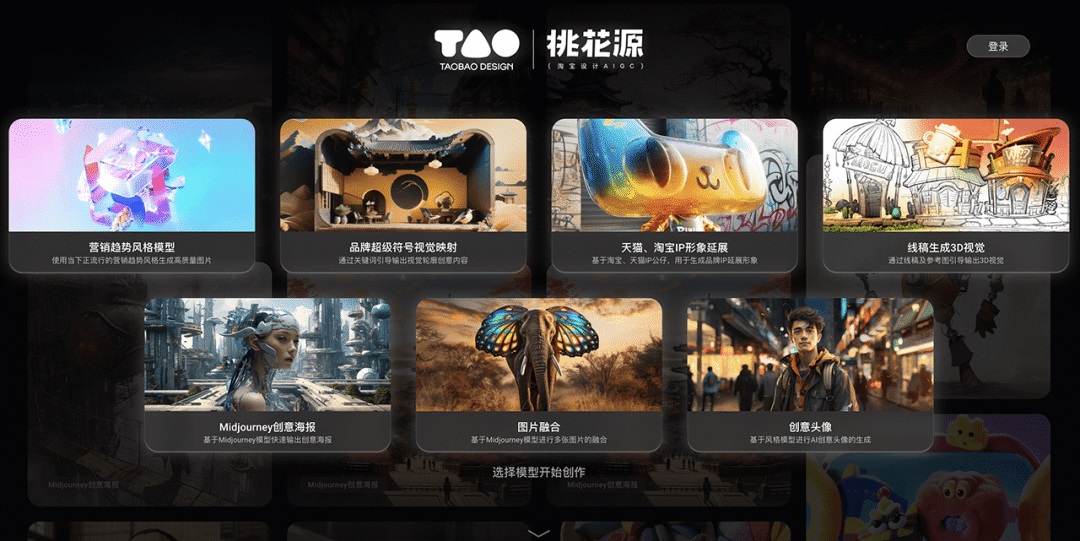 TAO
TAOBAO DESIGN
桃花源
(淘宝设计AIGC)
登录
营销趋势风格模型
使用当下正流行的营销趋势风格生成高质量图片
品牌超级符号视觉映射
通过关键词引导输出视觉轮廓创意内容
天猫、淘宝IP形象延展
基于淘宝、天猫IP公仔，用于生成品牌IP延展形象
线稿生成3D视觉
通过线稿及参考图引导输出3D视觉
Midjourney创意海报
基于Midjourney模型快速输出创意海报
图片融合
基于Midjourney模型进行多张图片的融合
创意头像
基于风格模型进行AI创意头像的生成
选择模型开始创作
Midjourney创意海报
Midjourney创意海报
Midjourney创意海报